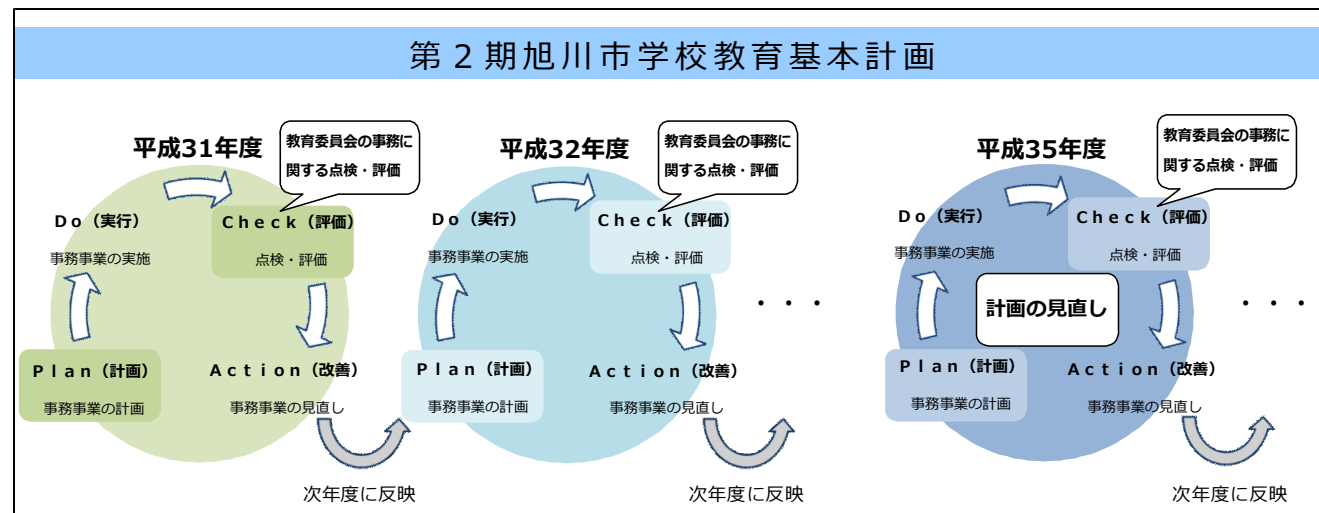 第２期旭川市学校教育基本計画
平成31年度
教育委員会の事務に
関する点検・評価
Ｄｏ（実行）
事務事業の実施
Ｃｈｅｃｋ（評価）
点検・評価
Ｐｌａｎ（計画）
事務事業の計画
Ａｃｔｉｏｎ（改善）
事務事業の見直し
次年度に反映
平成32年度
教育委員会の事務に
関する点検・評価
Ｄｏ（実行）
事務事業の実施
Ｃｈｅｃｋ（評価）
点検・評価
Ｐｌａｎ（計画）
事務事業の計画
Ａｃｔｉｏｎ（改善）
事務事業の見直し
次年度に反映
・・・
平成35年度
教育委員会の事務に
関する点検・評価
Ｄｏ（実行）
事務事業の実施
Ｃｈｅｃｋ（評価）
点検・評価
計画の見直し
Ｐｌａｎ（計画）
事務事業の計画
Ａｃｔｉｏｎ（改善）
事務事業の見直し
次年度に反映
・・・